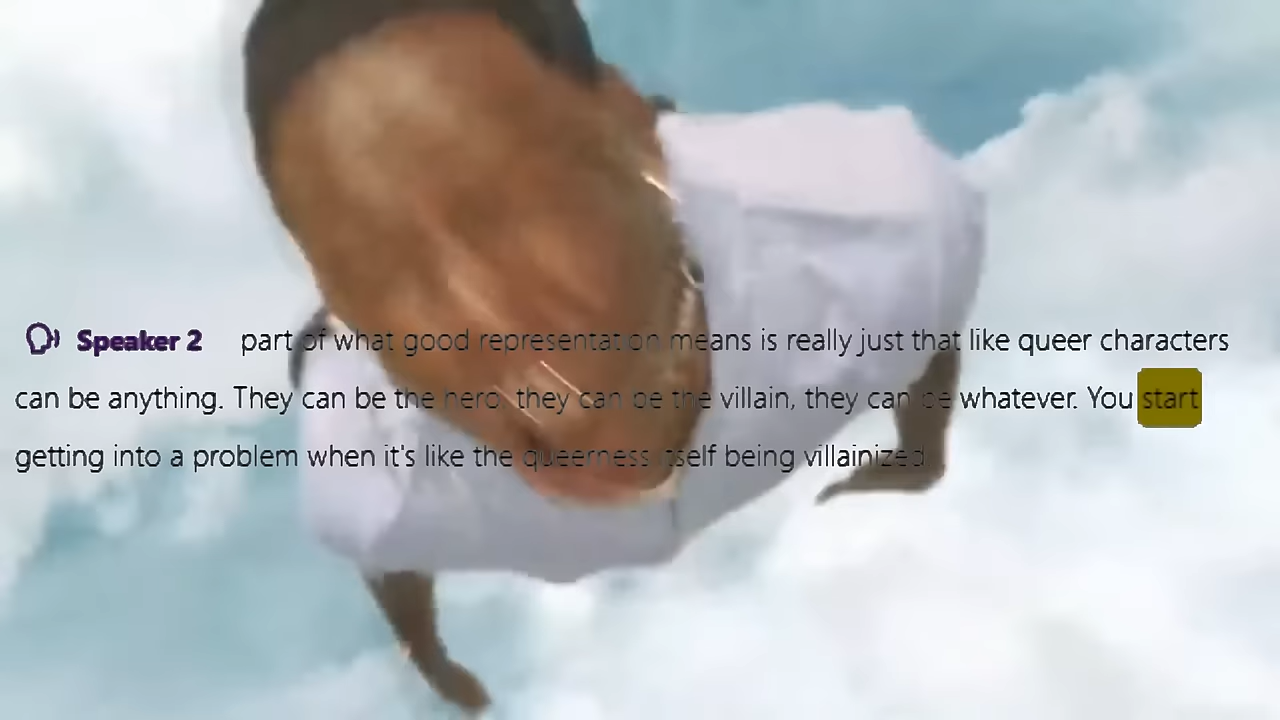 Speaker 2 part of what good representation means is really just that like queer characters
can be anything. They can be the hero, they can be the villain, they can be whatever. You start
getting into a problem when it's like the queerness itself being villainized